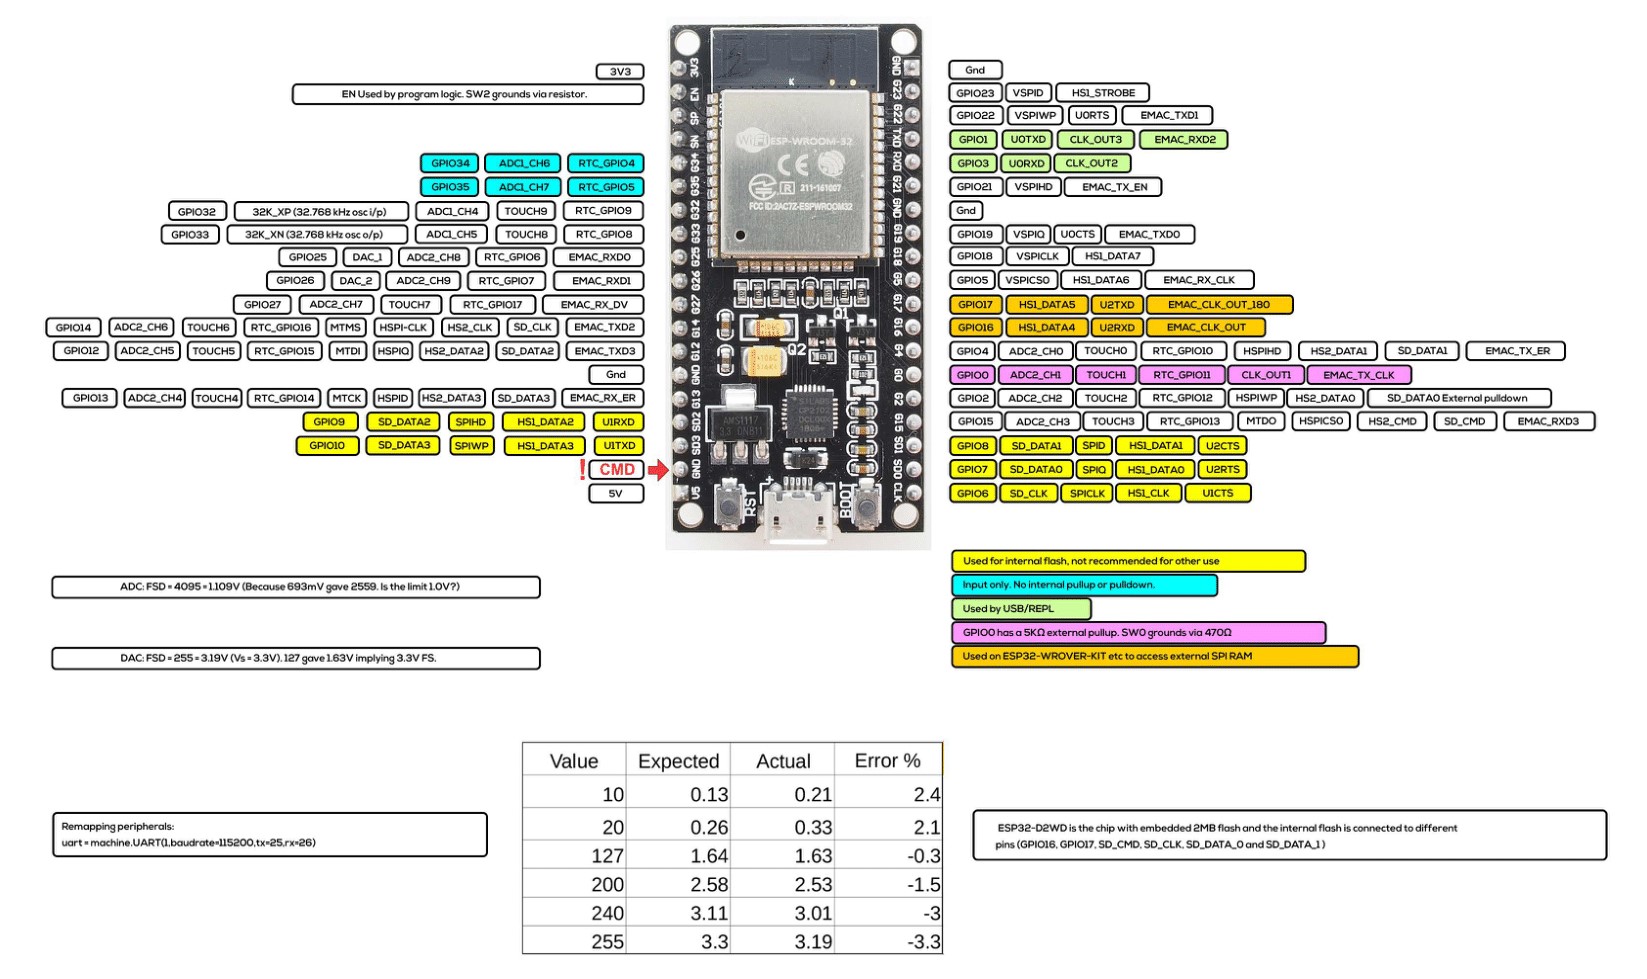 3V3
EN Used by program logic. SW2 grounds via resistor.
GPIO34 ADC1_CH6 RTC_GPIO4
GPIO35 ADC1_CH7 RTC_GPIO5
GPIO32 32K_XP (32.768 kHz osc i/p) ADC1_CH4 TOUCH9 RTC_GPIO9
GPIO33 32K_XN (32.768 kHz osc o/p) ADC1_CH5 TOUCH8 RTC_GPIO8
GPIO25 DAC_1 ADC2_CH8 RTC_GPIO6 EMAC_RXD0
GPIO26 DAC_2 ADC2_CH9 RTC_GPIO7 EMAC_RXD1
GPIO27 ADC2_CH7 TOUCH7 RTC_GPIO17 EMAC_RX_DV
GPIO14 ADC2_CH6 TOUCH6 RTC_GPIO16 MTMS HSPI-CLK HS2_CLK SD_CLK EMAC_TXD2
GPIO12 ADC2_CH5 TOUCH5 RTC_GPIO15 MTDI HSPIQ HS2_DATA2 SD_DATA2 EMAC_TXD3
Gnd
GPIO13 ADC2_CH4 TOUCH4 RTC_GPIO14 MTCK HSPID HS2_DATA3 SD_DATA3 EMAC_RX_ER
GPIO9 SD_DATA2 SPIHD HS1_DATA2 U1RXD
GPIO10 SD_DATA3 SPIWP HS1_DATA3 U1TXD
! CMD
5V
3V3
EN
SP
SN
G34
G35
G32
G33
G25
G26
G27
G14
G12
GND
G13
SD2
SD3
GND
V5
K
WiFi ESP-WROOM-32
CE
R 211-161007
FCC ID:2AC7Z-ESPWROOM32
Q1
Q2
AMS1117
RST
BOOT
GND
G23
G22
TXD
RXD
G21
GND
G19
G18
G5
G17
G16
G4
G0
G2
G15
SD1
SD0
CLK
Gnd
GPIO23 VSPID HS1_STROBE
GPIO22 VSPIWP U0RTS EMAC_TXD1
GPIO1 U0TXD CLK_OUT3 EMAC_RXD2
GPIO3 U0RXD CLK_OUT2
GPIO21 VSPIHD EMAC_TX_EN
Gnd
GPIO19 VSPIQ U0CTS EMAC_TXD0
GPIO18 VSPICLK HS1_DATA7
GPIO5 VSPICS0 HS1_DATA6 EMAC_RX_CLK
GPIO17 HS1_DATA5 U2TXD EMAC_CLK_OUT_180
GPIO16 HS1_DATA4 U2RXD EMAC_CLK_OUT
GPIO4 ADC2_CH0 TOUCH0 RTC_GPIO10 HSPIHD HS2_DATA1 SD_DATA1 EMAC_TX_ER
GPIO0 ADC2_CH1 TOUCH1 RTC_GPIO11 CLK_OUT1 EMAC_TX_CLK
GPIO2 ADC2_CH2 TOUCH2 RTC_GPIO12 HSPIWP HS2_DATA0 SD_DATA0 External pulldown
GPIO15 ADC2_CH3 TOUCH3 RTC_GPIO13 MTDO HSPICS0 HS2_CMD SD_CMD EMAC_RXD3
GPIO8 SD_DATA1 SPID HS1_DATA1 U2CTS
GPIO7 SD_DATA0 SPIQ HS1_DATA0 U2RTS
GPIO6 SD_CLK SPICLK HS1_CLK U1CTS
Used for internal flash, not recommended for other use
Input only. No internal pullup or pulldown.
Used by USB/REPL
GPIO0 has a 5KΩ external pullup. SW0 grounds via 470Ω
Used on ESP32-WROVER-KIT etc to access external SPI RAM
ADC: FSD = 4095 = 1.109V (Because 693mV gave 2559. Is the limit 1.0V?)
DAC: FSD = 255 = 3.19V (Vs = 3.3V). 127 gave 1.63V implying 3.3V FS.
Remapping peripherals:
uart = machine.UART(1,baudrate=115200,tx=25,rx=26)
Value Expected Actual Error %
10 0.13 0.21 2.4
20 0.26 0.33 2.1
127 1.64 1.63 -0.3
200 2.58 2.53 -1.5
240 3.11 3.01 -3
255 3.3 3.19 -3.3
ESP32-D2WD is the chip with embedded 2MB flash and the internal flash is connected to different
pins (GPIO16, GPIO17, SD_CMD, SD_CLK, SD_DATA_0 and SD_DATA_1 )